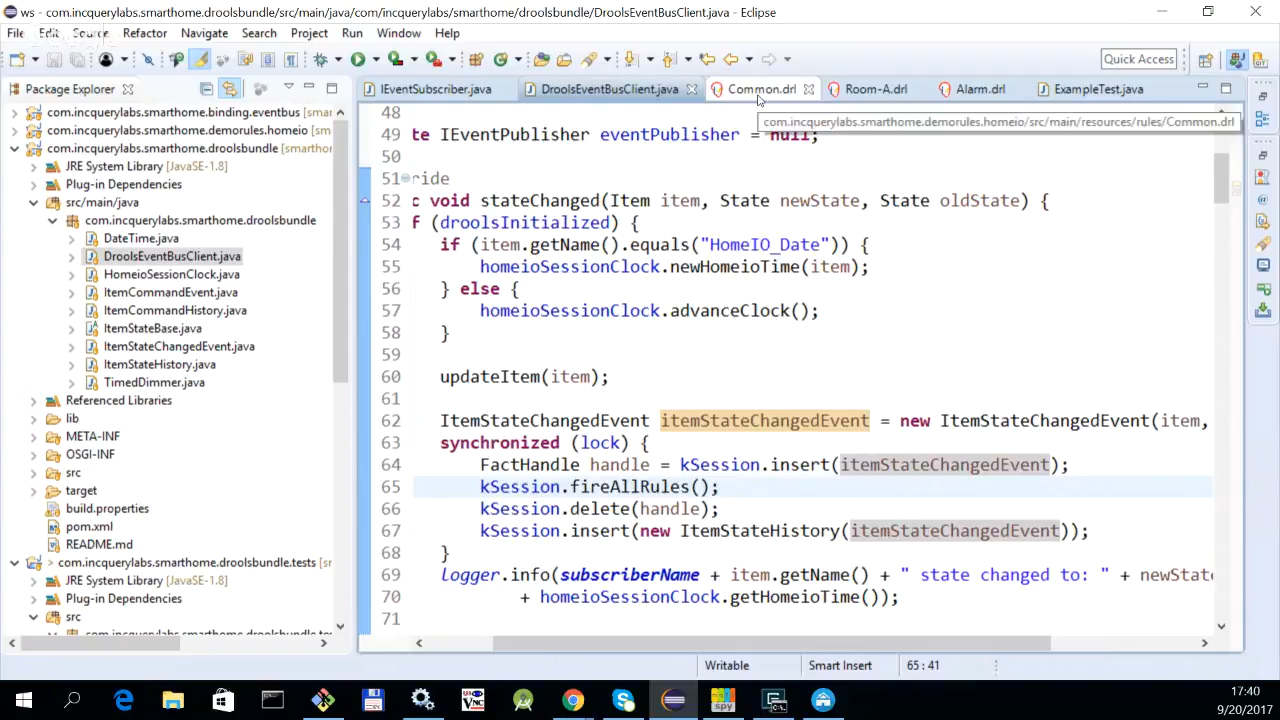 ws - com.incquerylabs.smarthome.droolsbundle/src/main/java/com/incquerylabs/smarthome/droolsbundle/DroolsEventBusClient.java - Eclipse
File Edit Source Refactor Navigate Search Project Run Window Help
Quick Access
Package Explorer
com.incquerylabs.smarthome.binding.eventbus [smar
com.incquerylabs.smarthome.demorules.homeio [smar
com.incquerylabs.smarthome.droolsbundle [smarthome
JRE System Library [JavaSE-1.8]
Plug-in Dependencies
src/main/java
com.incquerylabs.smarthome.droolsbundle
DateTime.java
DroolsEventBusClient.java
HomeioSessionClock.java
ItemCommandEvent.java
ItemCommandHistory.java
ItemStateBase.java
ItemStateChangedEvent.java
ItemStateHistory.java
TimedDimmer.java
Referenced Libraries
lib
META-INF
OSGI-INF
src
target
build.properties
pom.xml
README.md
> com.incquerylabs.smarthome.droolsbundle.tests [sr
JRE System Library [JavaSE-1.8]
Plug-in Dependencies
src
com.incquerylabs.smarthome.droolsbundle.te
IEventSubscriber.java DroolsEventBusClient.java Common.drl Room-A.drl Alarm.drl ExampleTest.java
com.incquerylabs.smarthome.demorules.homeio/src/main/resources/rules/Common.drl
48
49 te IEventPublisher eventPublisher = null;
50
51 ride
52 c void stateChanged(Item item, State newState, State oldState) {
53 f (droolsInitialized) {
54 if (item.getName().equals("HomeIO_Date")) {
55 homeioSessionClock.newHomeioTime(item);
56 } else {
57 homeioSessionClock.advanceClock();
58 }
59
60 updateItem(item);
61
62 ItemStateChangedEvent itemStateChangedEvent = new ItemStateChangedEvent(item,
63 synchronized (lock) {
64 FactHandle handle = kSession.insert(itemStateChangedEvent);
65 kSession.fireAllRules();
66 kSession.delete(handle);
67 kSession.insert(new ItemStateHistory(itemStateChangedEvent));
68 }
69 logger.info(subscriberName + item.getName() + " state changed to: " + newStat
70 + homeioSessionClock.getHomeioTime());
71
Writable Smart Insert 65 : 41
17:40
9/20/2017